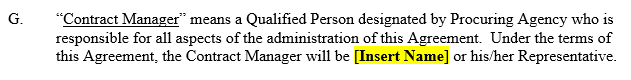 G. “Contract Manager” means a Qualified Person designated by Procuring Agency who is
responsible for all aspects of the administration of this Agreement.  Under the terms of
this Agreement, the Contract Manager will be [Insert Name] or his/her Representative.